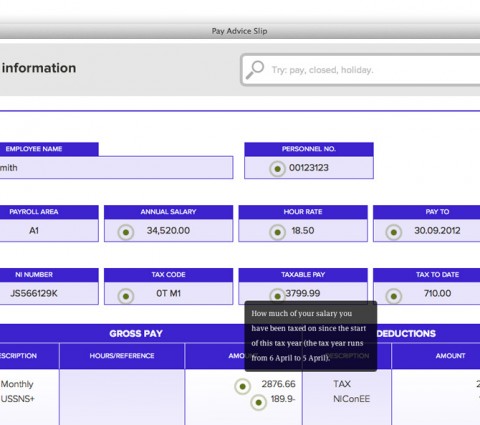 Pay Advice Slip
information
Try: pay, closed, holiday.
EMPLOYEE NAME PERSONNEL NO.
mith 00123123
PAYROLL AREA ANNUAL SALARY HOUR RATE PAY TO
A1 34,520.00 18.50 30.09.2012
NI NUMBER TAX CODE TAXABLE PAY TAX TO DATE
JS566129K 0T M1 3799.99 710.00
How much of your salary you
have been taxed on since the start
of this tax year (the tax year runs
from 6 April to 5 April).
GROSS PAY DEDUCTIONS
ESCRIPTION HOURS/REFERENCE AMOU DESCRIPTION AMOUNT
Monthly 2876.66 TAX 2
USSNS+ 189.9- NIConEE